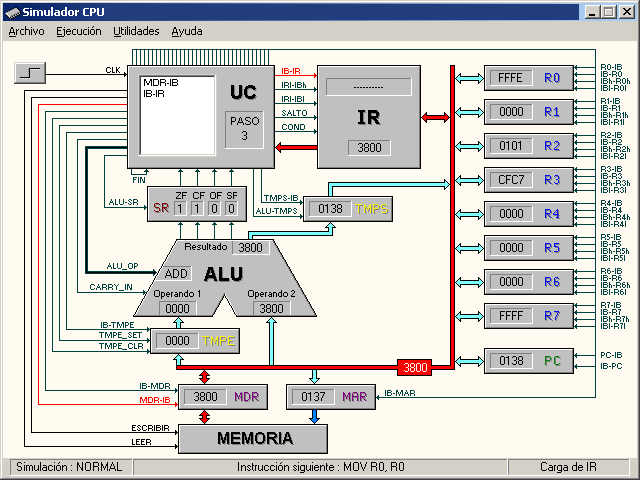 Simulador CPU
Archivo Ejecución Utilidades Ayuda
CLK
MDR-IB
IB-IR
UC
PASO
3
IB-IR
IRl-IBh
IRl-IBl
SALTO
COND
----------
IR
3800
FIN
ALU-SR
SR
ZF CF OF SF
1 1 0 0
TMPS-IB
ALU-TMPS
0138 TMPS
Resultado 3800
ALU_OP
ADD
ALU
CARRY_IN
Operando 1
0000
Operando 2
3800
IB-TMPE
TMPE_SET
TMPE_CLR
0000 TMPE
3800
IB-MDR
MDR-IB
3800 MDR
0137 MAR
IB-MAR
ESCRIBIR
LEER
MEMORIA
FFFE R0
R0-IB
IB-R0
IBh-R0h
IBl-R0l
0000 R1
R1-IB
IB-R1
IBh-R1h
IBl-R1l
0101 R2
R2-IB
IB-R2
IBh-R2h
IBl-R2l
CFC7 R3
R3-IB
IB-R3
IBh-R3h
IBl-R3l
0000 R4
R4-IB
IB-R4
IBh-R4h
IBl-R4l
0000 R5
R5-IB
IB-R5
IBh-R5h
IBl-R5l
0000 R6
R6-IB
IB-R6
IBh-R6h
IBl-R6l
FFFF R7
R7-IB
IB-R7
IBh-R7h
IBl-R7l
0138 PC
PC-IB
IB-PC
Simulación : NORMAL
Instrucción siguiente : MOV R0, R0
Carga de IR